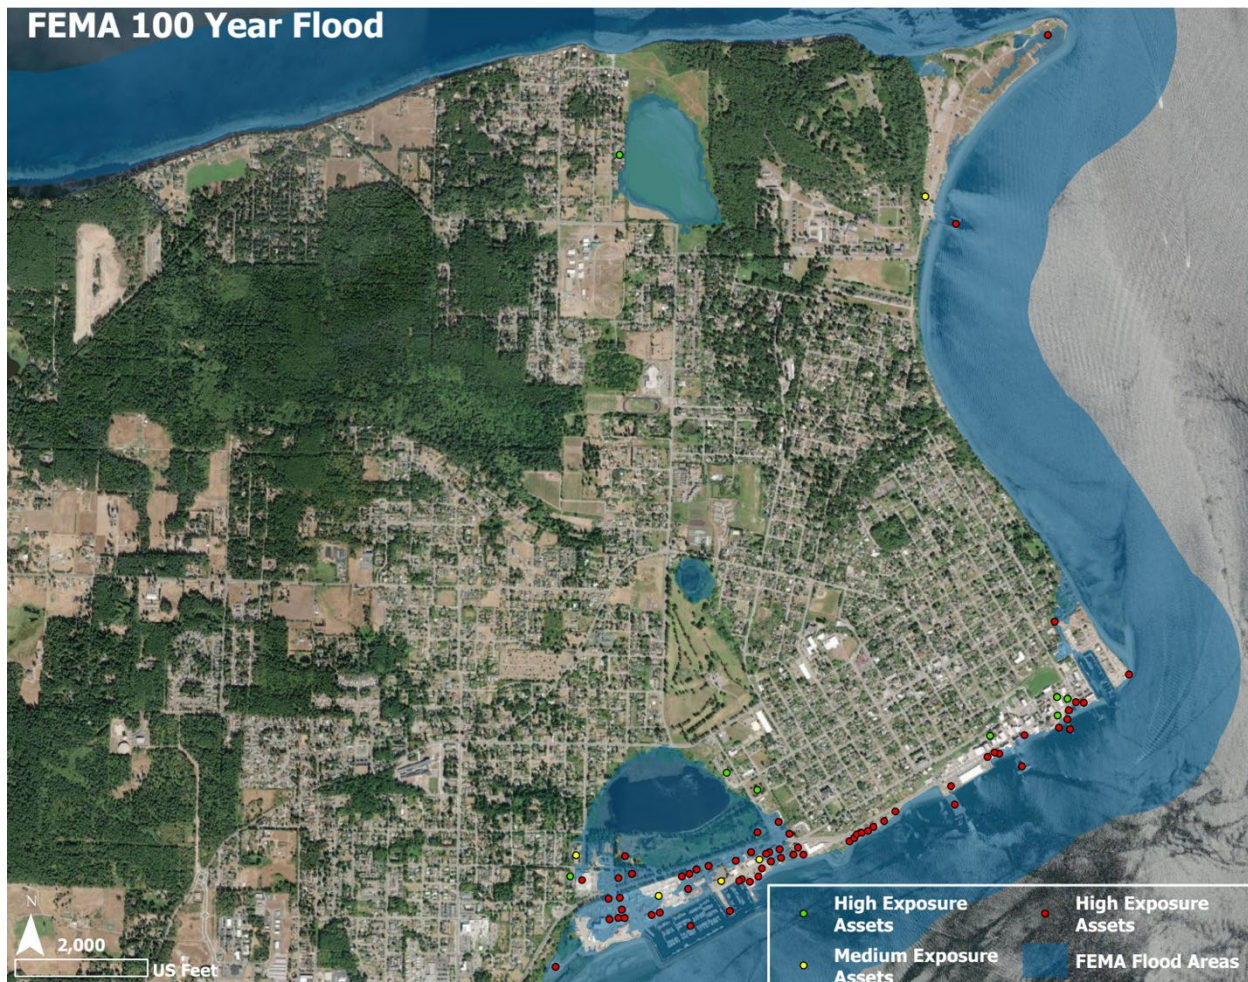 FEMA 100 Year Flood
N
2,000
US Feet
High Exposure
Assets
Medium Exposure
Assets
High Exposure
Assets
FEMA Flood Areas